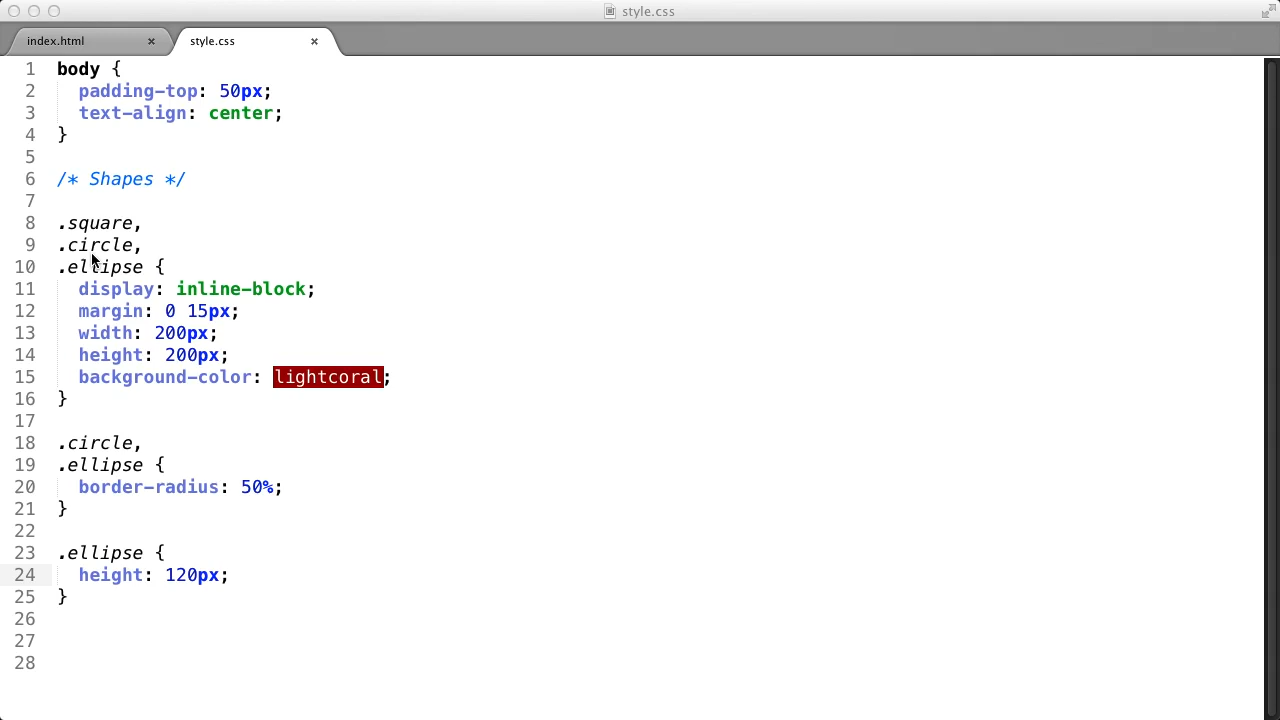 style.css
index.html × style.css ×
1 body {
2 padding-top: 50px;
3 text-align: center;
4 }
5
6 /* Shapes */
7
8 .square,
9 .circle,
10 .ellipse {
11 display: inline-block;
12 margin: 0 15px;
13 width: 200px;
14 height: 200px;
15 background-color: lightcoral;
16 }
17
18 .circle,
19 .ellipse {
20 border-radius: 50%;
21 }
22
23 .ellipse {
24 height: 120px;
25 }
26
27
28